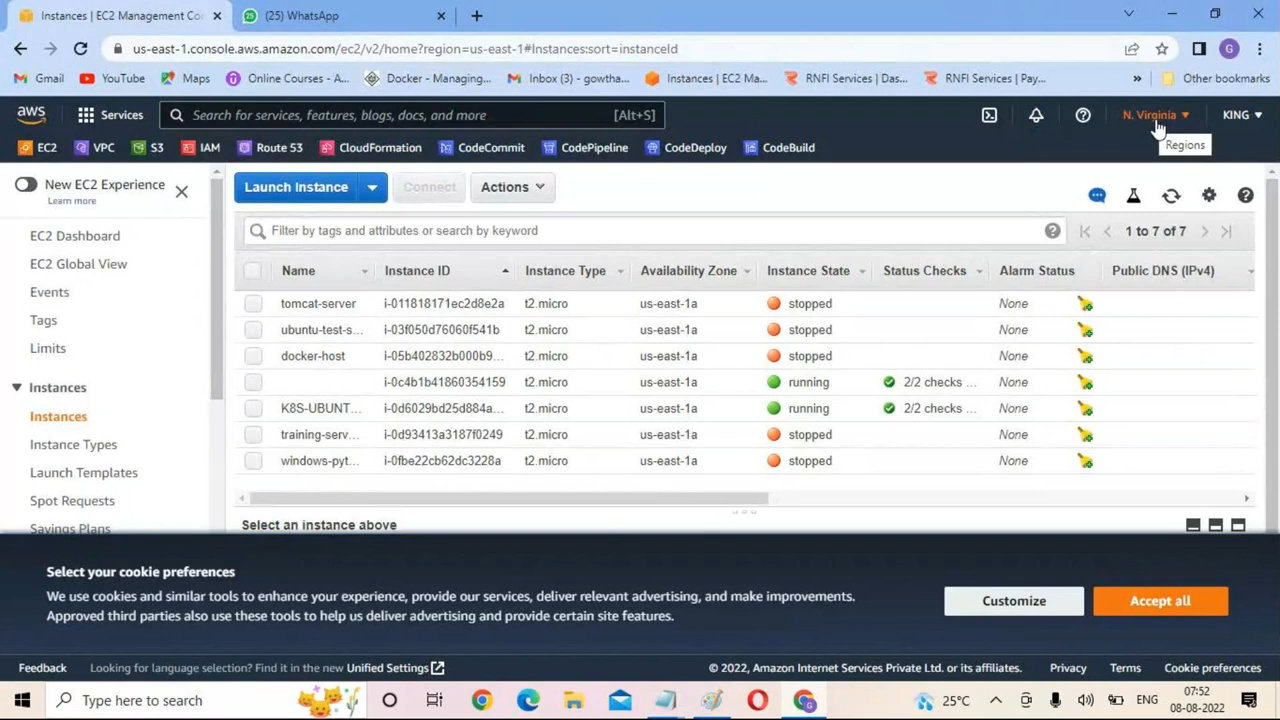 Instances | EC2 Management Con
(25) WhatsApp
us-east-1.console.aws.amazon.com/ec2/v2/home?region=us-east-1#Instances:sort=instanceId
G
Gmail
YouTube
Maps
Online Courses - A...
Docker - Managing...
Inbox (3) - gowtha...
Instances | EC2 Ma...
RNFI Services | Das...
RNFI Services | Pay...
Other bookmarks
aws
Services
Search for services, features, blogs, docs, and more
[Alt+S]
N. Virginia
KING
Regions
EC2
VPC
S3
IAM
Route 53
CloudFormation
CodeCommit
CodePipeline
CodeDeploy
CodeBuild
New EC2 Experience
Learn more
EC2 Dashboard
EC2 Global View
Events
Tags
Limits
Instances
Instances
Instance Types
Launch Templates
Spot Requests
Savings Plans
Launch Instance
Connect
Actions
Filter by tags and attributes or search by keyword
1 to 7 of 7
Name Instance ID Instance Type Availability Zone Instance State Status Checks Alarm Status Public DNS (IPv4)
tomcat-server i-011818171ec2d8e2a t2.micro us-east-1a stopped None
ubuntu-test-s... i-03f050d76060f541b t2.micro us-east-1a stopped None
docker-host i-05b402832b000b9... t2.micro us-east-1a stopped None
i-0c4b1b41860354159 t2.micro us-east-1a running 2/2 checks ... None
K8S-UBUNT... i-0d6029bd25d884a... t2.micro us-east-1a running 2/2 checks ... None
training-serv... i-0d93413a3187f0249 t2.micro us-east-1a stopped None
windows-pyt... i-0fbe22cb62dc3228a t2.micro us-east-1a stopped None
Select an instance above
Select your cookie preferences
We use cookies and similar tools to enhance your experience, provide our services, deliver relevant advertising, and make improvements.
Approved third parties also use these tools to help us deliver advertising and provide certain site features.
Customize
Accept all
Feedback
Looking for language selection? Find it in the new Unified Settings
© 2022, Amazon Internet Services Private Ltd. or its affiliates.
Privacy
Terms
Cookie preferences
Type here to search
25°C
ENG
07:52
08-08-2022